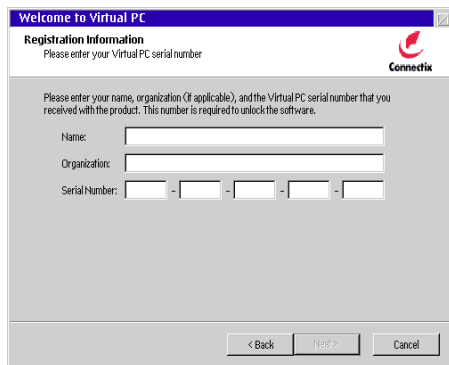 Welcome to Virtual PC
Registration Information
Please enter your Virtual PC serial number
Connectix
Please enter your name, organization (if applicable), and the Virtual PC serial number that you
received with the product. This number is required to unlock the software.
Name:
Organization:
Serial Number: - - - -
< Back Next > Cancel